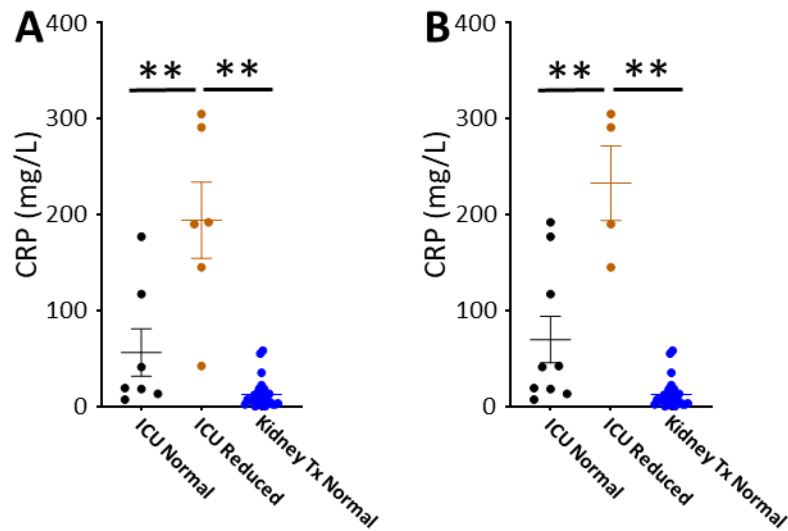 A
CRP (mg/L)
400
300
200
100
0
** **
ICU Normal
ICU Reduced
Kidney Tx Normal
B
CRP (mg/L)
400
300
200
100
0
** **
ICU Normal
ICU Reduced
Kidney Tx Normal